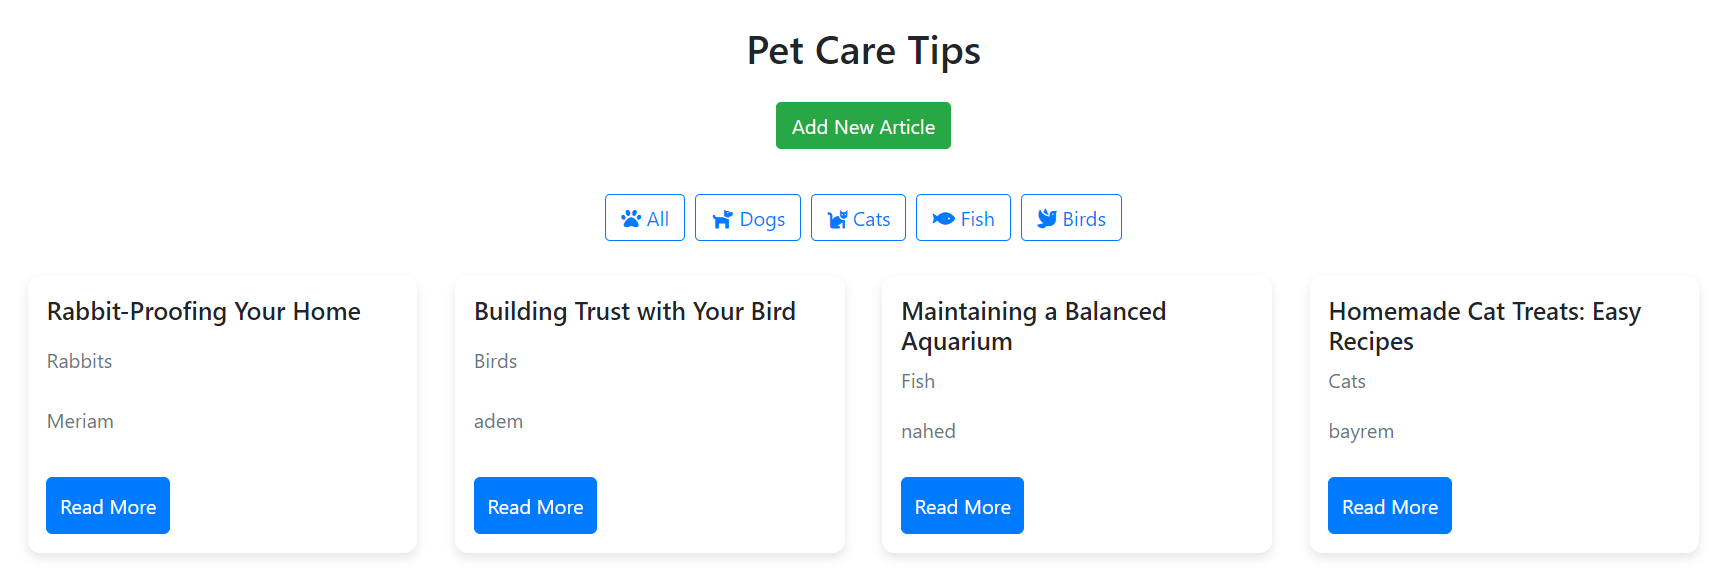 Pet Care Tips
Add New Article
All Dogs Cats Fish Birds
Rabbit-Proofing Your Home
Rabbits
Meriam
Read More
Building Trust with Your Bird
Birds
adem
Read More
Maintaining a Balanced
Aquarium
Fish
nahed
Read More
Homemade Cat Treats: Easy
Recipes
Cats
bayrem
Read More